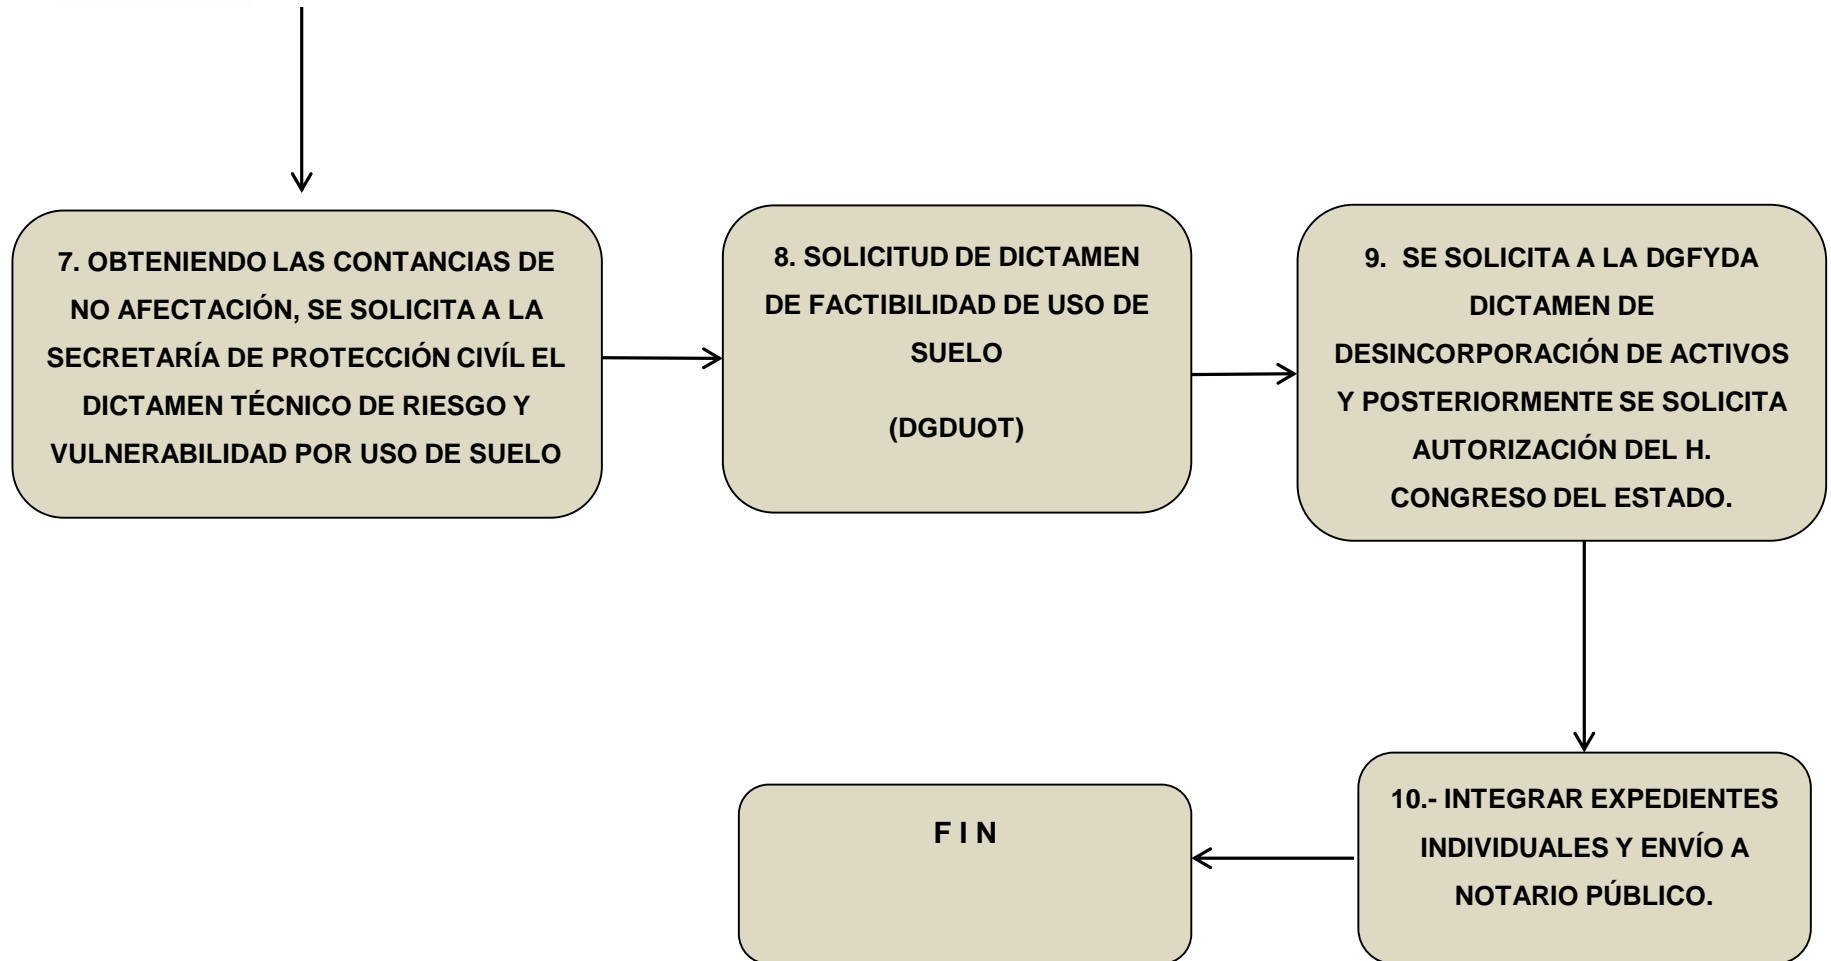 7. OBTENIENDO LAS CONTANCIAS DE
NO AFECTACIÓN, SE SOLICITA A LA
SECRETARÍA DE PROTECCIÓN CIVÍL EL
DICTAMEN TÉCNICO DE RIESGO Y
VULNERABILIDAD POR USO DE SUELO
8. SOLICITUD DE DICTAMEN
DE FACTIBILIDAD DE USO DE
SUELO
(DGDUOT)
9. SE SOLICITA A LA DGFYDA
DICTAMEN DE
DESINCORPORACIÓN DE ACTIVOS
Y POSTERIORMENTE SE SOLICITA
AUTORIZACIÓN DEL H.
CONGRESO DEL ESTADO.
10.- INTEGRAR EXPEDIENTES
INDIVIDUALES Y ENVÍO A
NOTARIO PÚBLICO.
F I N